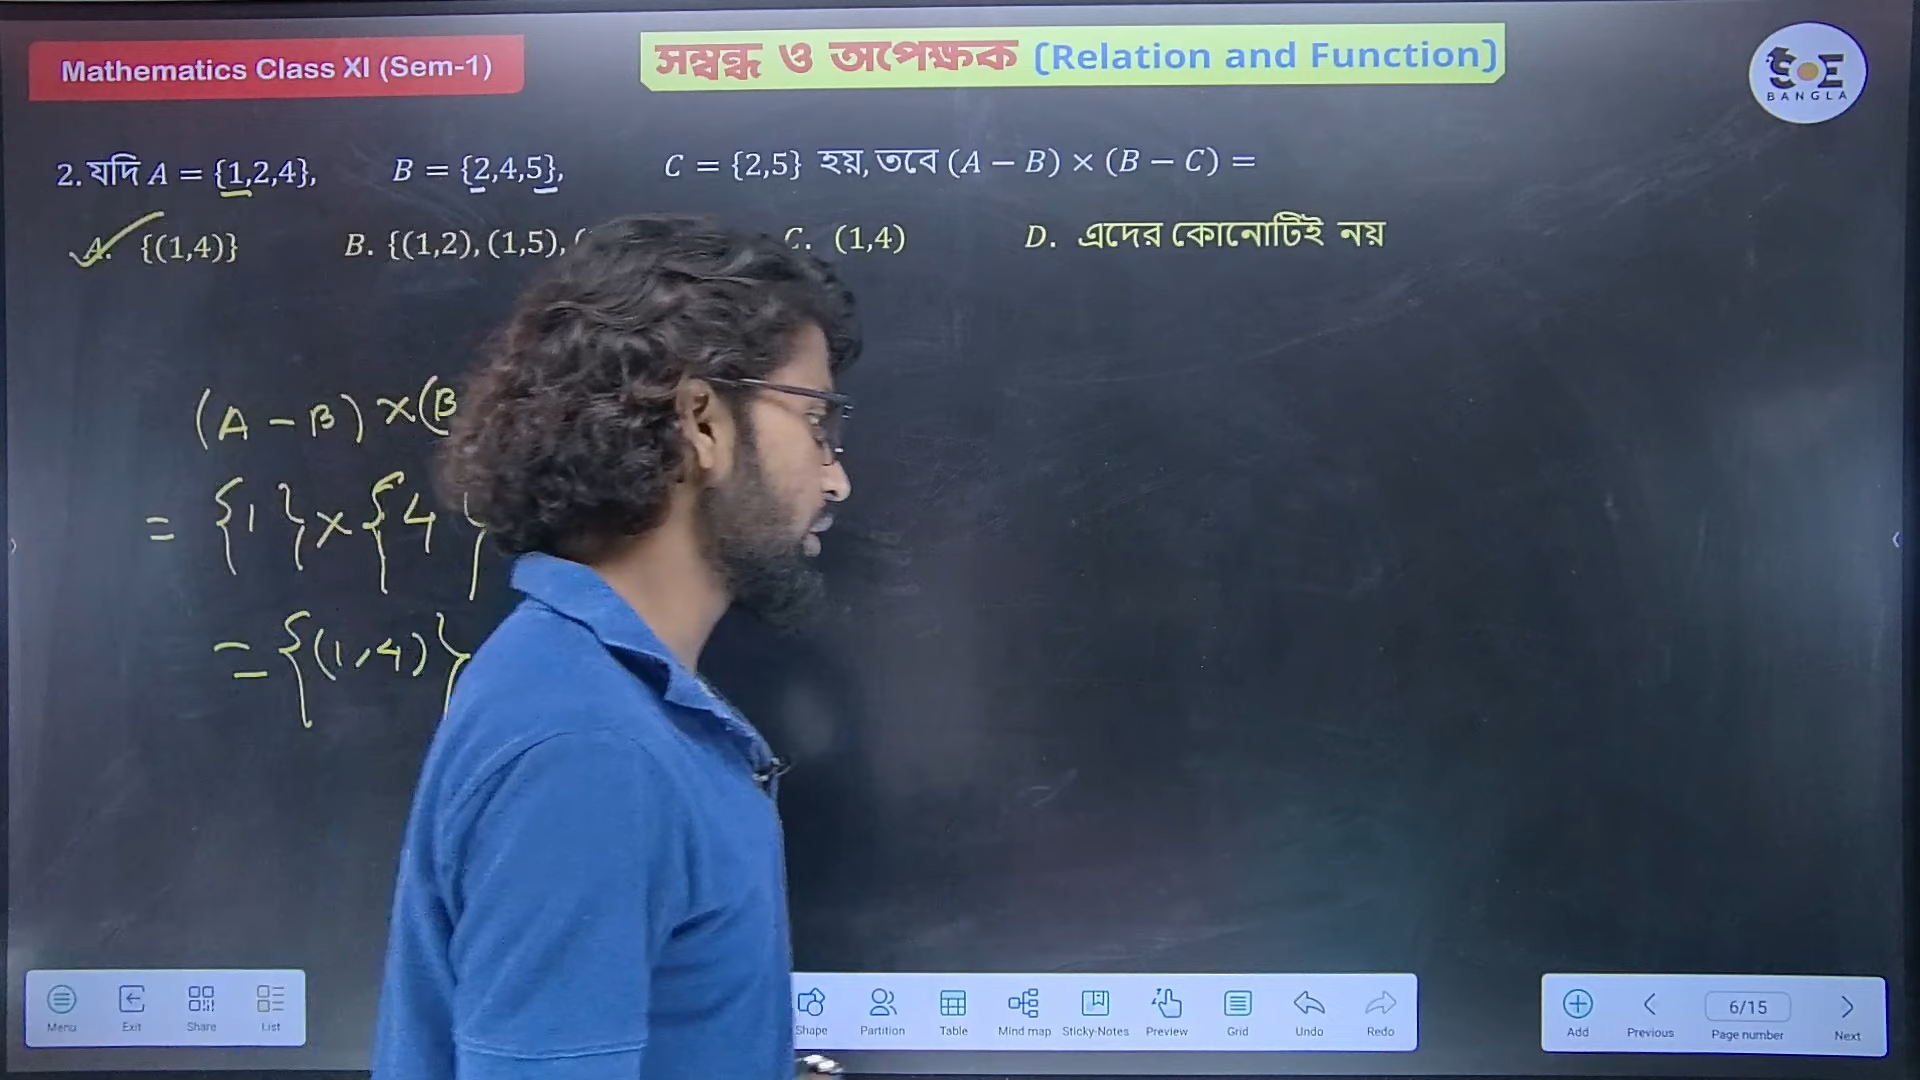 Mathematics Class XI (Sem-1)
সম্বন্ধ ও অপেক্ষক (Relation and Function)
SOE
BANGLA
2. যদি A = {1,2,4}, B = {2,4,5}, C = {2,5} হয়, তবে (A − B) × (B − C) =
A. {(1,4)} B. {(1,2), (1,5), ( C. (1,4) D. এদের কোনোটিই নয়
(A - B) × (B
= {1} × {4}
= {(1,4)}
Menu Exit Share List Shape Partition Table Mind map Sticky-Notes Preview Grid Undo Redo Add Previous 6/15 Page number Next